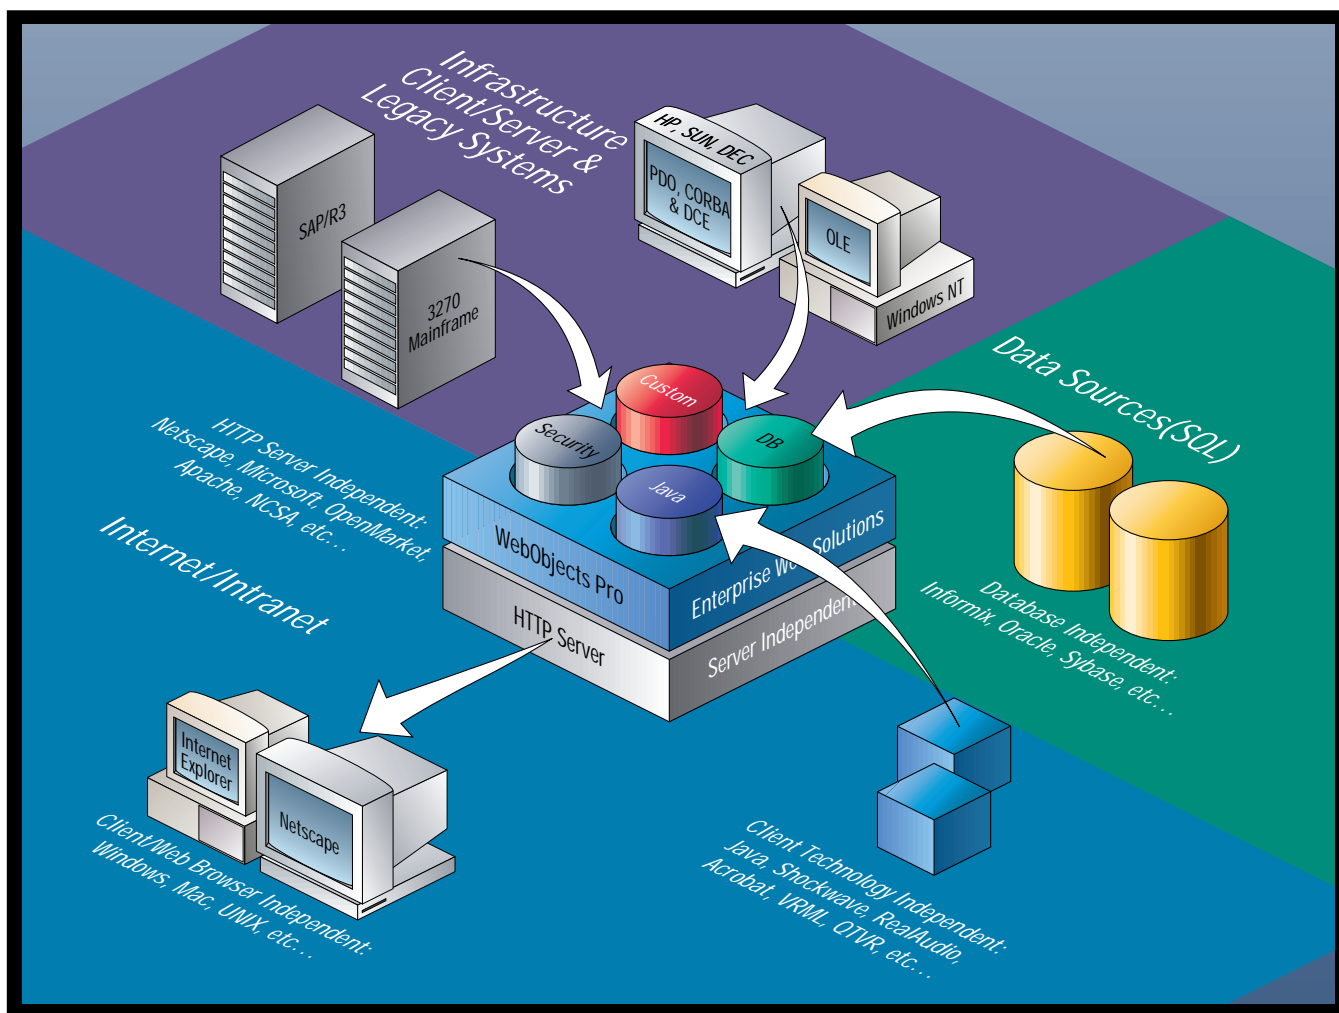 Infrastructure
Client/Server &
Legacy Systems
HP, SUN, DEC
PDO, CORBA
& DCE
OLE
Windows NT
SAP/R3
3270
Mainframe
Data Sources(SQL)
Custom
Security
DB
Java
HTTP Server Independent:
Netscape, Microsoft, OpenMarket,
Apache, NCSA, etc…
Internet/Intranet
WebObjects Pro
Enterprise Web Solutions
HTTP Server
Server Independent
Database Independent:
Informix, Oracle, Sybase, etc…
Internet
Explorer
Netscape
Client/Web Browser Independent:
Windows, Mac, UNIX, etc…
Client Technology Independent:
Java, Shockwave, RealAudio,
Acrobat, VRML, QTVR, etc…